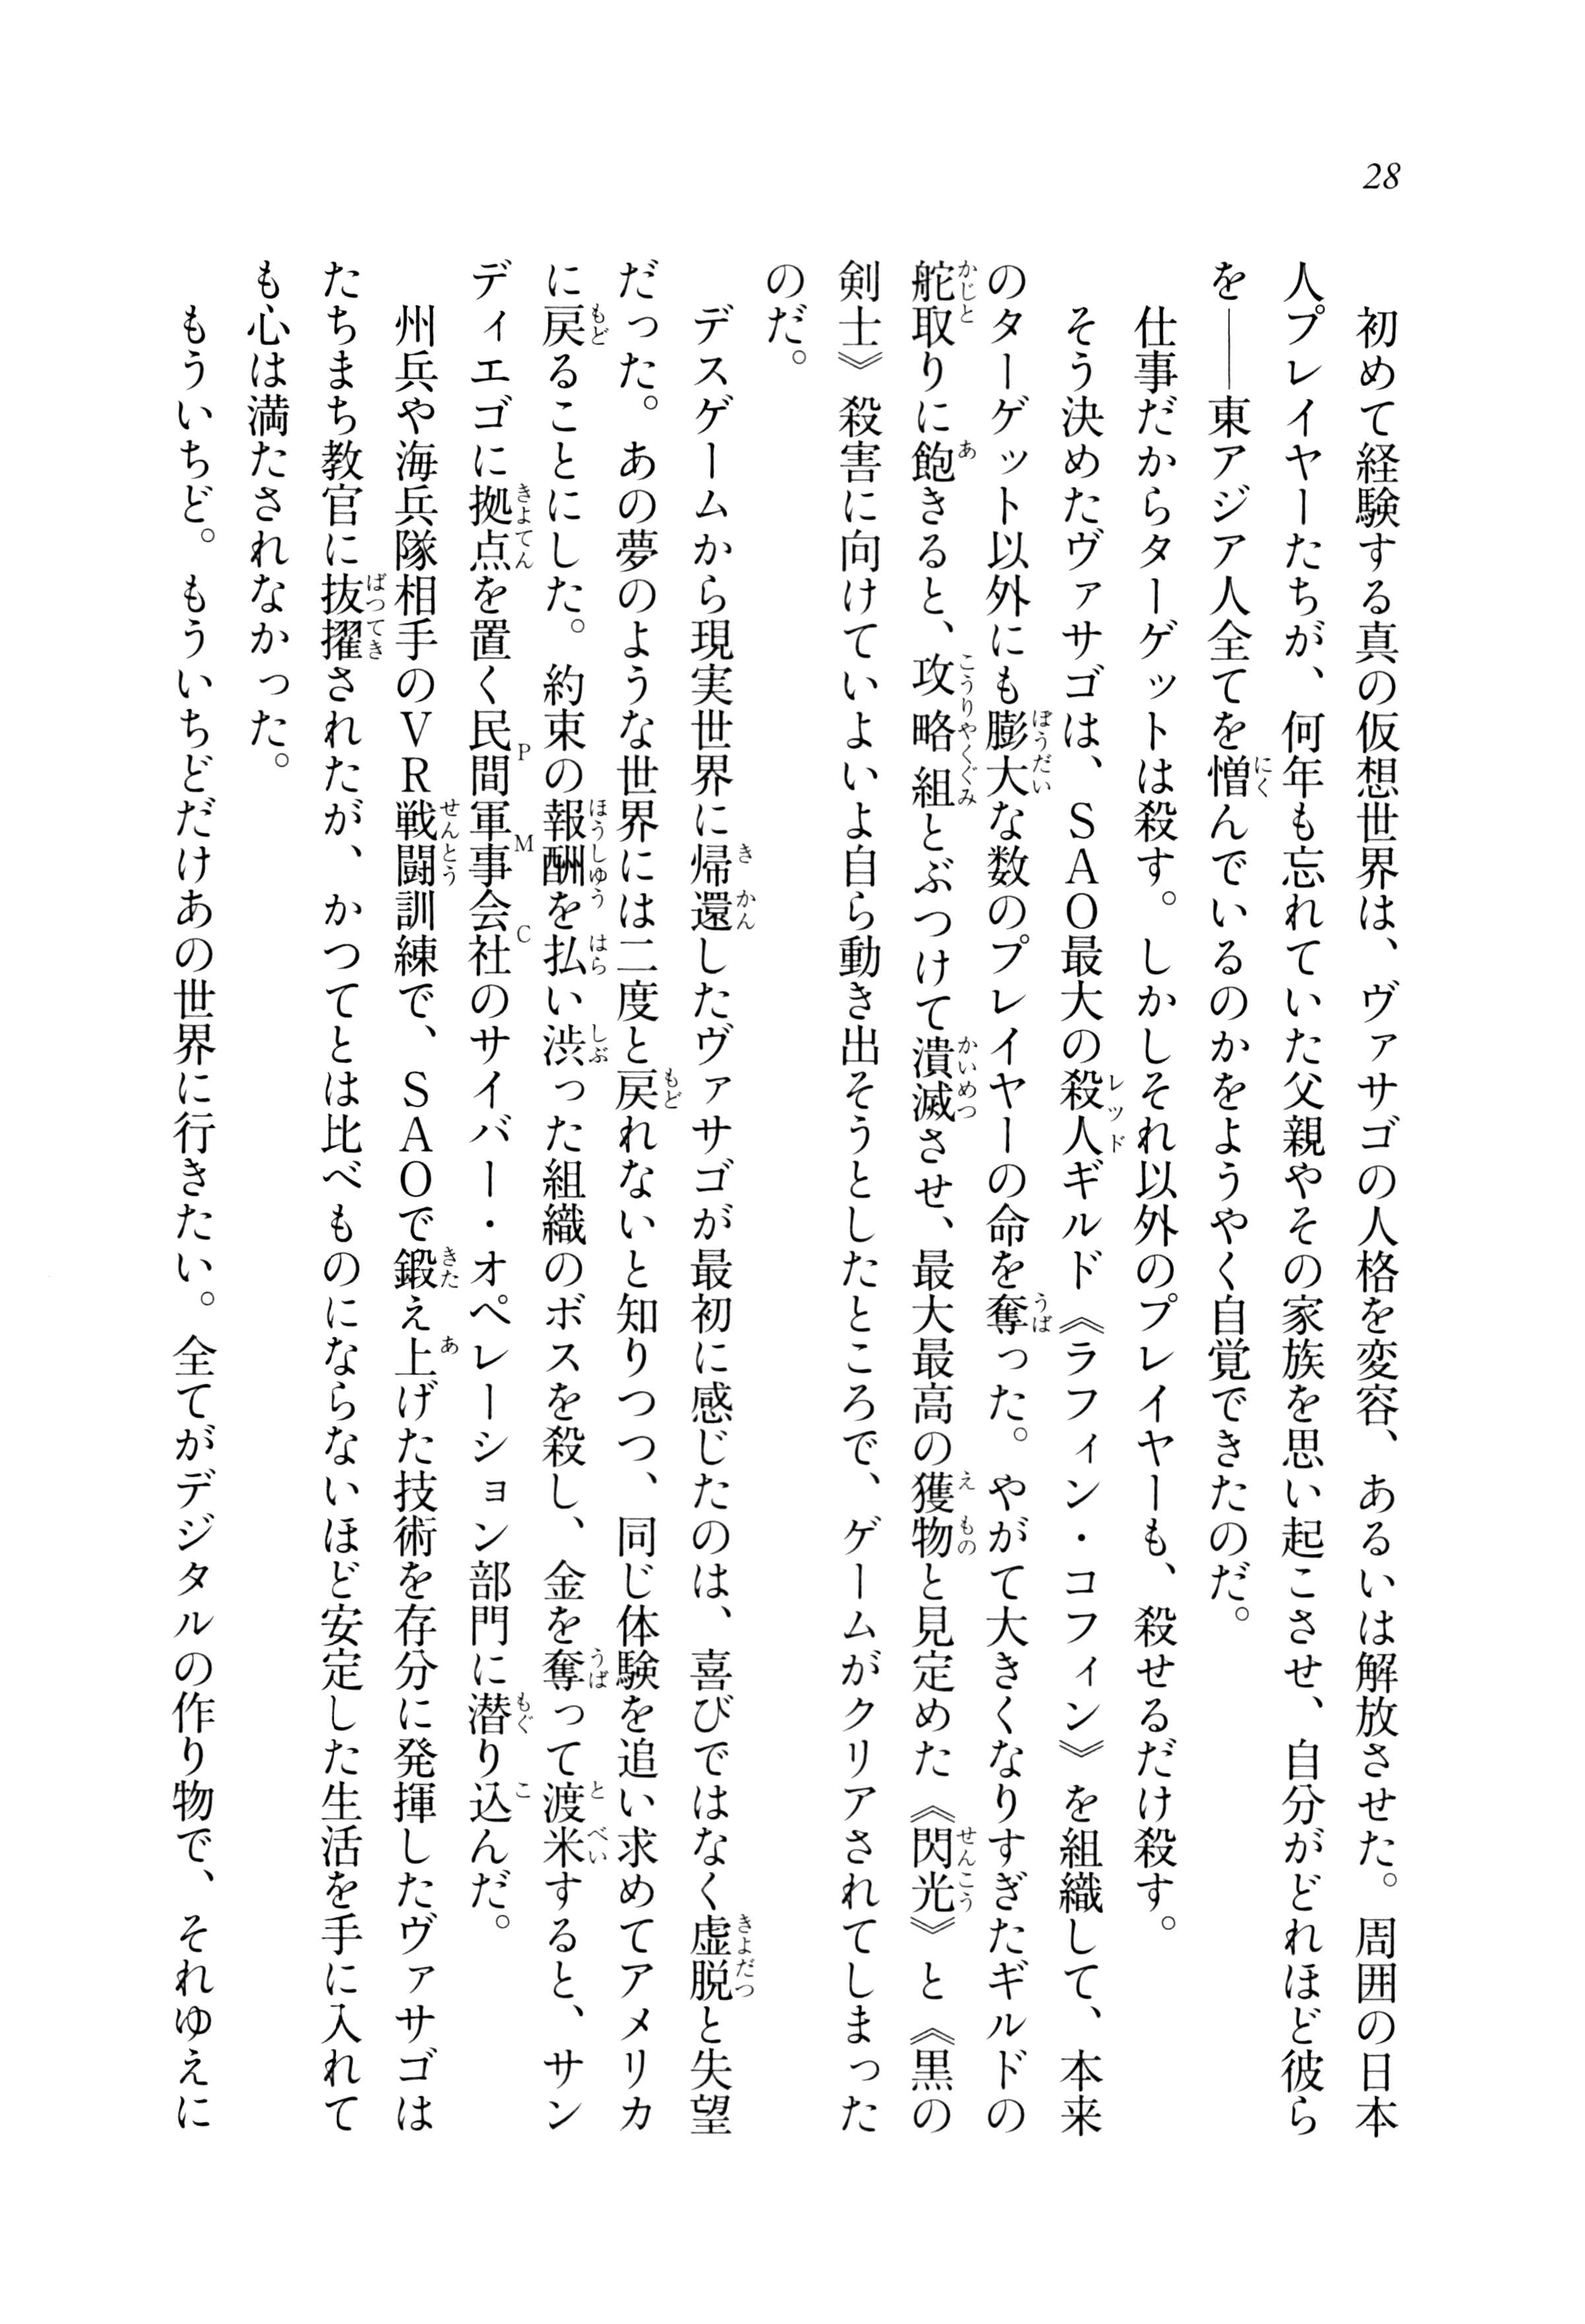 28
初めて経験する真の仮想世界は、ヴァサゴの人格を変容、あるいは解放させた。周囲の日本
人プレイヤーたちが、何年も忘れていた父親やその家族を思い起こさせ、自分がどれほど彼ら
を――東アジア人全てを憎んでいるのかをようやく自覚できたのだ。
仕事だからターゲットは殺す。しかしそれ以外のプレイヤーも、殺せるだけ殺す。
そう決めたヴァサゴは、ＳＡＯ最大の殺人ギルド《ラフィン・コフィン》を組織して、本来
のターゲット以外にも膨大な数のプレイヤーの命を奪った。やがて大きくなりすぎたギルドの
舵取りに飽きると、攻略組とぶつけて潰滅させ、最大最高の獲物と見定めた《閃光》と《黒の
剣士》殺害に向けていよいよ自ら動き出そうとしたところで、ゲームがクリアされてしまった
のだ。
デスゲームから現実世界に帰還したヴァサゴが最初に感じたのは、喜びではなく虚脱と失望
だった。あの夢のような世界には二度と戻れないと知りつつ、同じ体験を追い求めてアメリカ
に戻ることにした。約束の報酬を払い渋った組織のボスを殺し、金を奪って渡米すると、サン
ディエゴに拠点を置く民間軍事会社のサイバー・オペレーション部門に潜り込んだ。
州兵や海兵隊相手のＶＲ戦闘訓練で、ＳＡＯで鍛え上げた技術を存分に発揮したヴァサゴは
たちまち教官に抜擢されたが、かつてとは比べものにならないほど安定した生活を手に入れて
も心は満たされなかった。
もういちど。もういちどだけあの世界に行きたい。全てがデジタルの作り物で、それゆえに